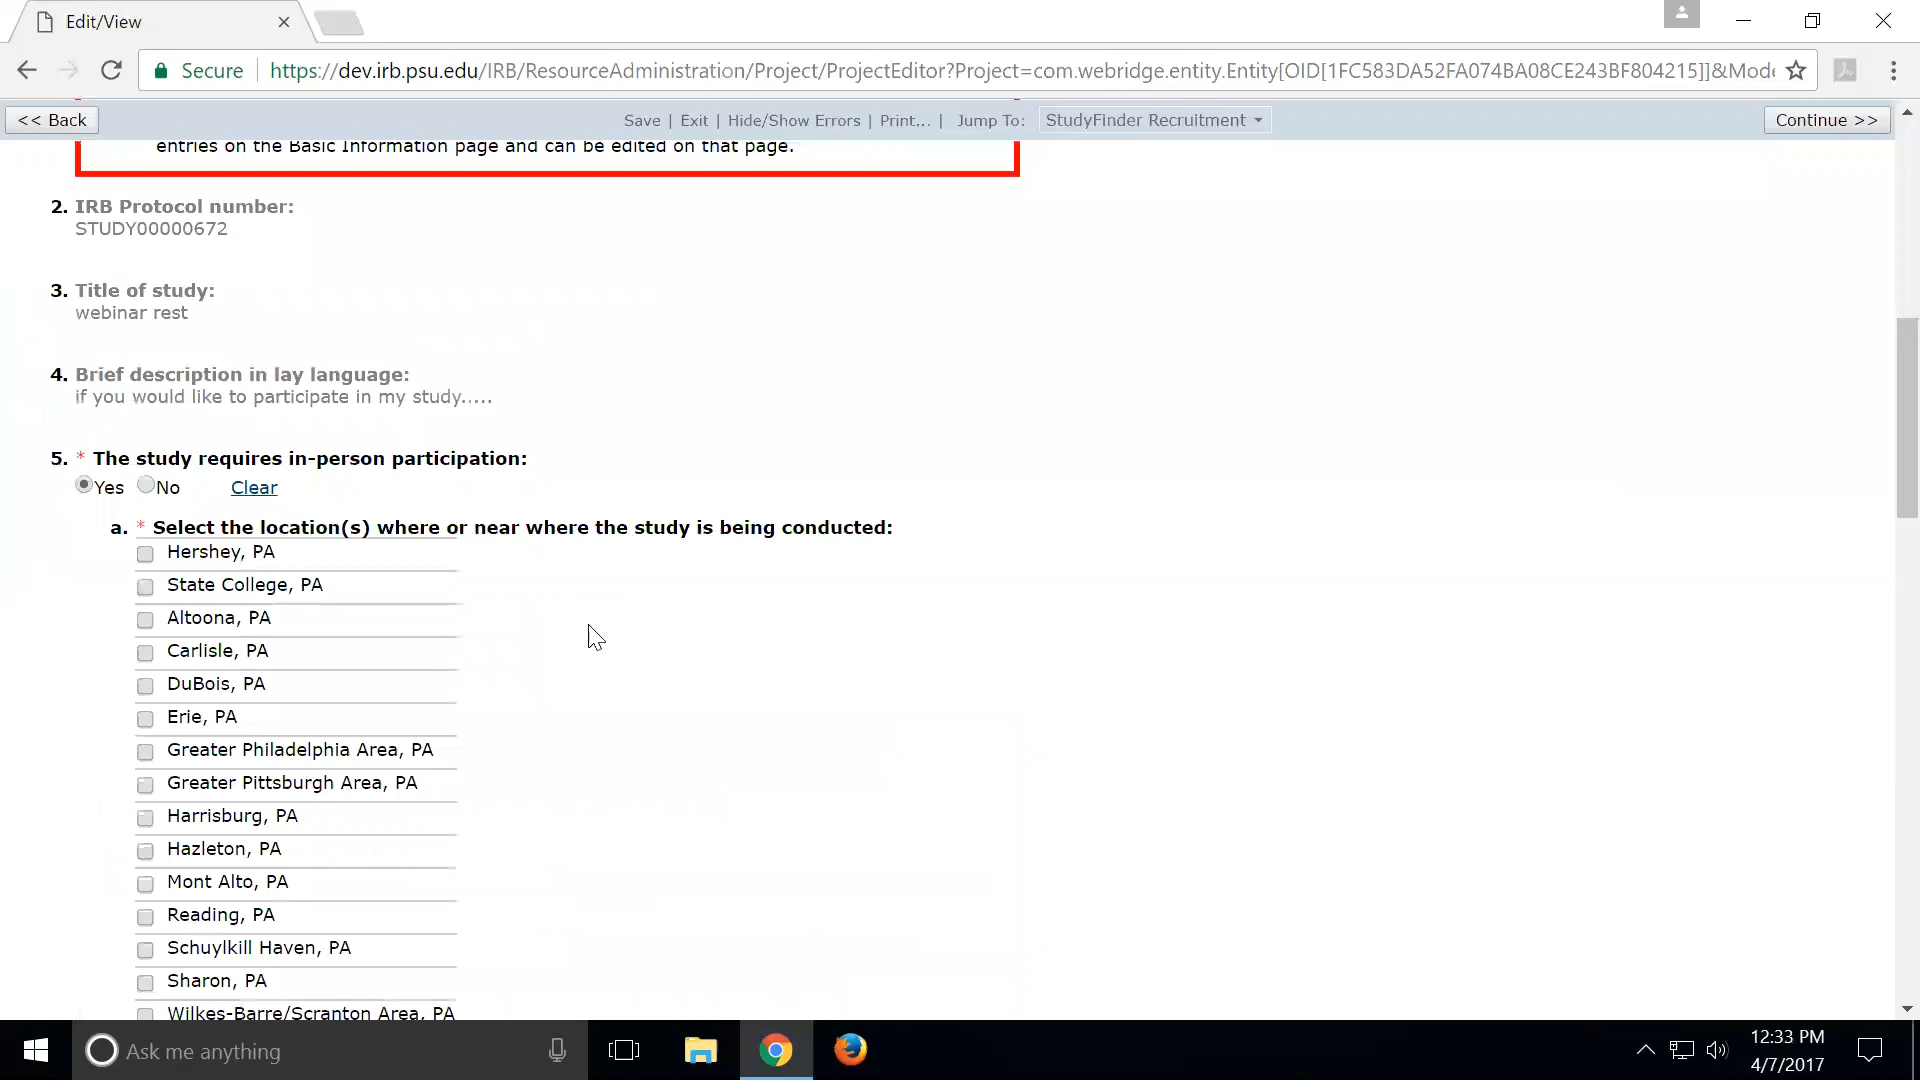 Edit/View
Secure https://dev.irb.psu.edu/IRB/ResourceAdministration/Project/ProjectEditor?Project=com.webridge.entity.Entity[OID[1FC583DA52FA074BA08CE243BF804215]]&Mode
<< Back Save | Exit | Hide/Show Errors | Print... | Jump To: StudyFinder Recruitment Continue >>
entries on the Basic Information page and can be edited on that page.
2. IRB Protocol number:
STUDY00000672
3. Title of study:
webinar rest
4. Brief description in lay language:
if you would like to participate in my study.....
5. * The study requires in-person participation:
Yes No Clear
a. * Select the location(s) where or near where the study is being conducted:
Hershey, PA
State College, PA
Altoona, PA
Carlisle, PA
DuBois, PA
Erie, PA
Greater Philadelphia Area, PA
Greater Pittsburgh Area, PA
Harrisburg, PA
Hazleton, PA
Mont Alto, PA
Reading, PA
Schuylkill Haven, PA
Sharon, PA
Wilkes-Barre/Scranton Area, PA
Ask me anything
12:33 PM
4/7/2017